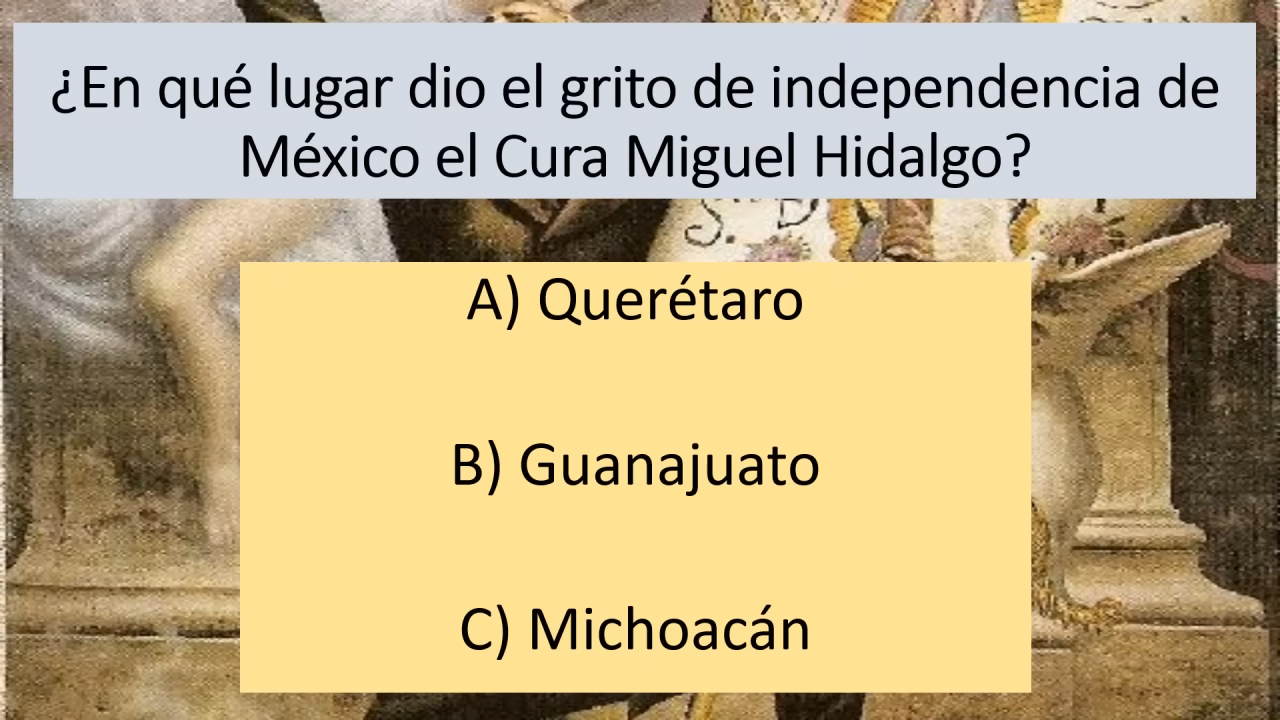 ¿En qué lugar dio el grito de independencia de
México el Cura Miguel Hidalgo?
S.
A) Querétaro
B) Guanajuato
C) Michoacán